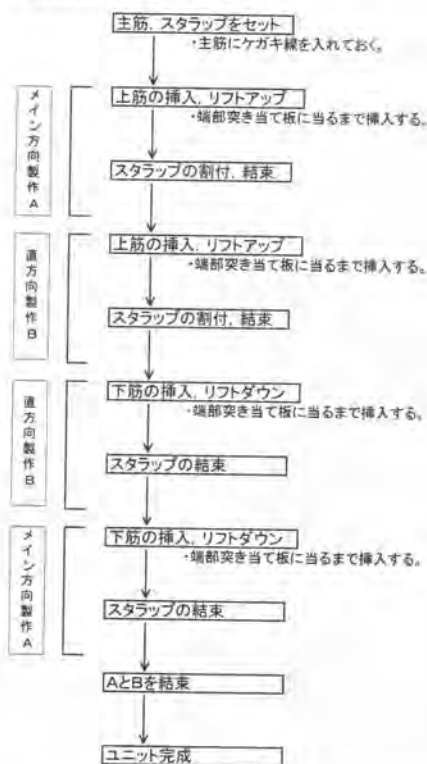 主筋, スタラップをセット
・主筋にケガキ線を入れておく。
メイン方向製作A
上筋の挿入, リフトアップ
・端部突き当て板に当るまで挿入する。
スタラップの割付, 結束
直方向製作B
上筋の挿入, リフトアップ
・端部突き当て板に当るまで挿入する。
スタラップの割付, 結束
直方向製作B
下筋の挿入, リフトダウン
・端部突き当て板に当るまで挿入する。
スタラップの結束
メイン方向製作A
下筋の挿入, リフトダウン
・端部突き当て板に当るまで挿入する。
スタラップの結束
AとBを結束
ユニット完成